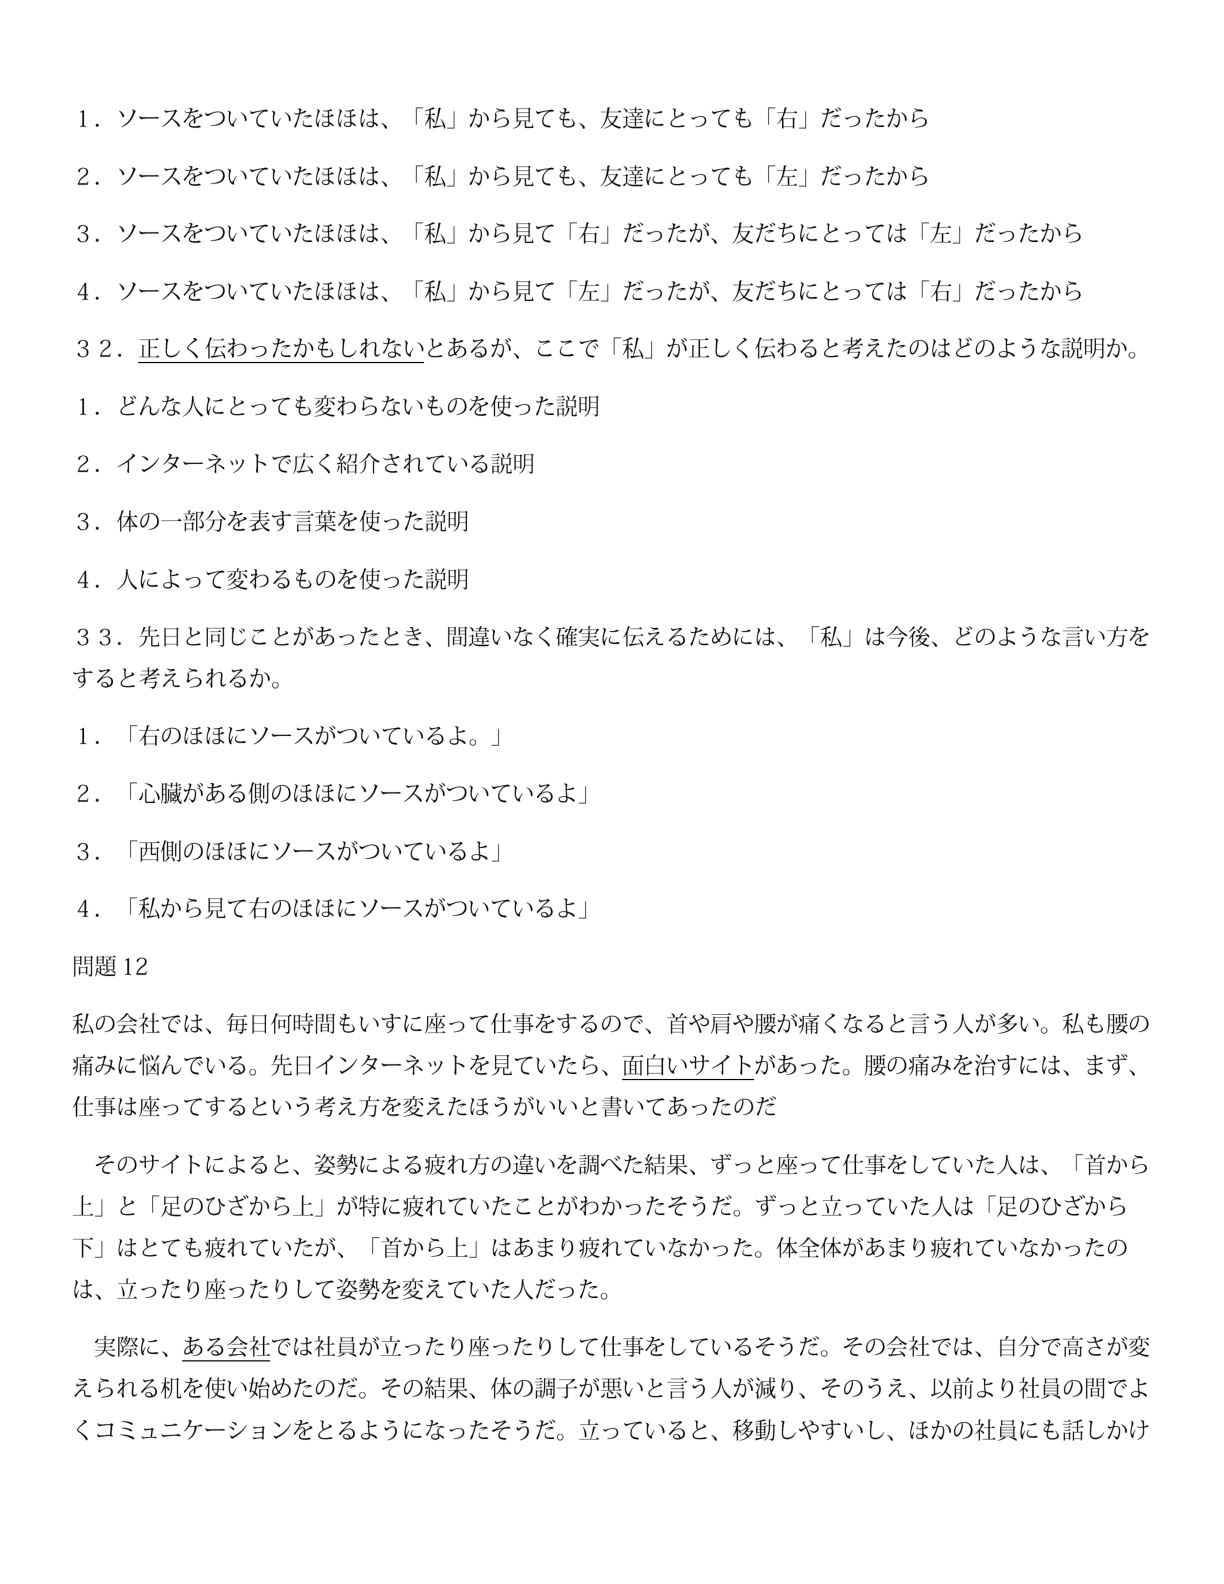 １．ソースをついていたほほは、「私」から見ても、友達にとっても「右」だったから
２．ソースをついていたほほは、「私」から見ても、友達にとっても「左」だったから
３．ソースをついていたほほは、「私」から見て「右」だったが、友だちにとっては「左」だったから
４．ソースをついていたほほは、「私」から見て「左」だったが、友だちにとっては「右」だったから
３２．正しく伝わったかもしれないとあるが、ここで「私」が正しく伝わると考えたのはどのような説明か。
１．どんな人にとっても変わらないものを使った説明
２．インターネットで広く紹介されている説明
３．体の一部分を表す言葉を使った説明
４．人によって変わるものを使った説明
３３．先日と同じことがあったとき、間違いなく確実に伝えるためには、「私」は今後、どのような言い方を
すると考えられるか。
１．「右のほほにソースがついているよ。」
２．「心臓がある側のほほにソースがついているよ」
３．「西側のほほにソースがついているよ」
４．「私から見て右のほほにソースがついているよ」
問題 12
私の会社では、毎日何時間もいすに座って仕事をするので、首や肩や腰が痛くなると言う人が多い。私も腰の
痛みに悩んでいる。先日インターネットを見ていたら、面白いサイトがあった。腰の痛みを治すには、まず、
仕事は座ってするという考え方を変えたほうがいいと書いてあったのだ
　そのサイトによると、姿勢による疲れ方の違いを調べた結果、ずっと座って仕事をしていた人は、「首から
上」と「足のひざから上」が特に疲れていたことがわかったそうだ。ずっと立っていた人は「足のひざから
下」はとても疲れていたが、「首から上」はあまり疲れていなかった。体全体があまり疲れていなかったの
は、立ったり座ったりして姿勢を変えていた人だった。
　実際に、ある会社では社員が立ったり座ったりして仕事をしているそうだ。その会社では、自分で高さが変
えられる机を使い始めたのだ。その結果、体の調子が悪いと言う人が減り、そのうえ、以前より社員の間でよ
くコミュニケーションをとるようになったそうだ。立っていると、移動しやすいし、ほかの社員にも話しかけ